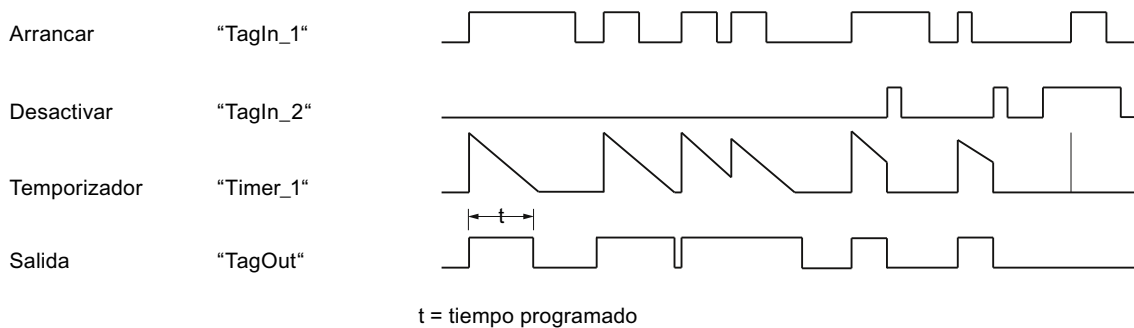 Arrancar “TagIn_1“
Desactivar “TagIn_2“
Temporizador “Timer_1“
t
Salida “TagOut“
t = tiempo programado